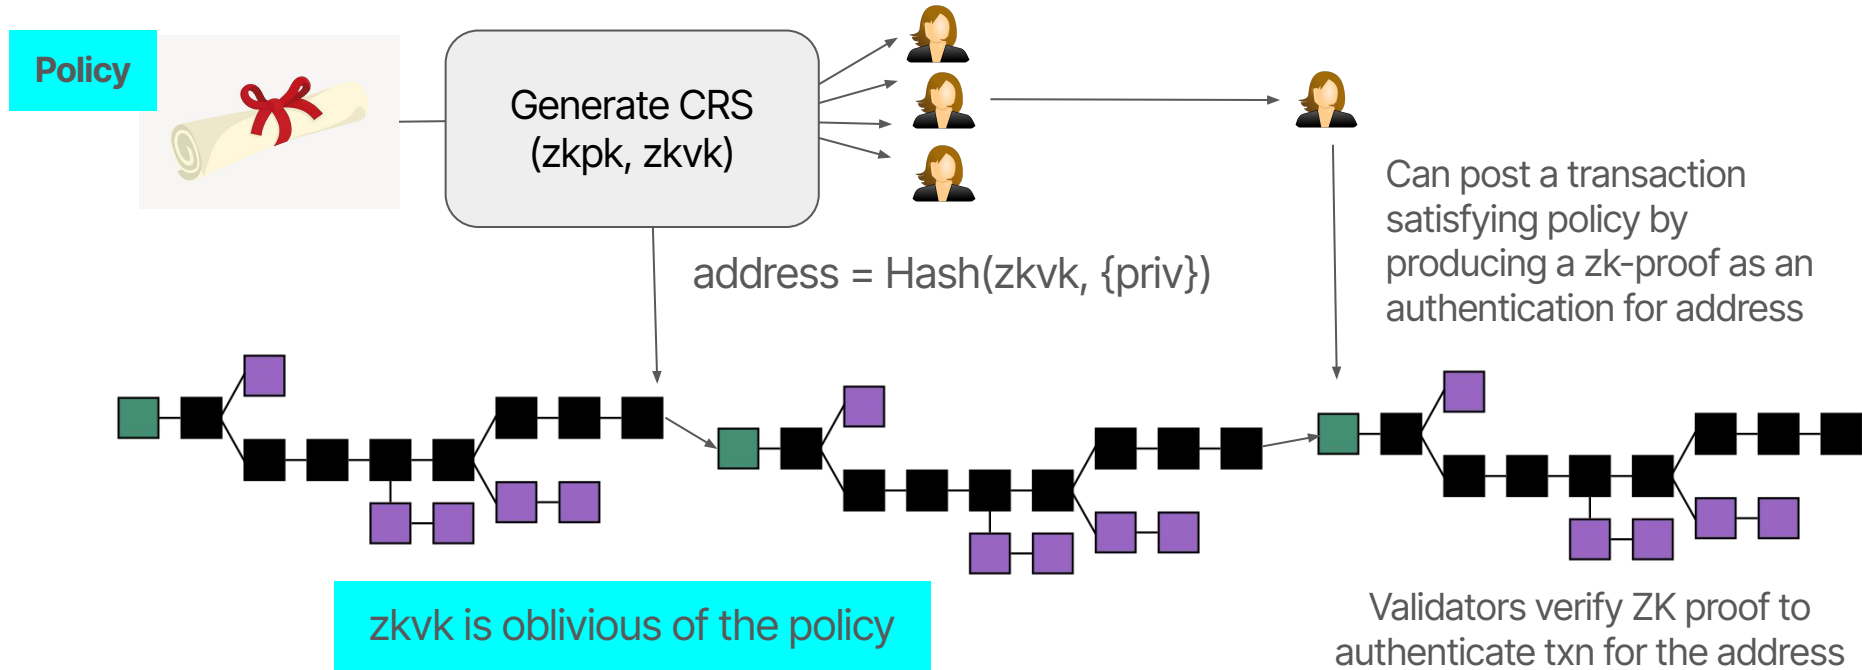 Policy
Generate CRS
(zkpk, zkvk)
address = Hash(zkvk, {priv})
Can post a transaction
satisfying policy by
producing a zk-proof as an
authentication for address
zkvk is oblivious of the policy
Validators verify ZK proof to
authenticate txn for the address